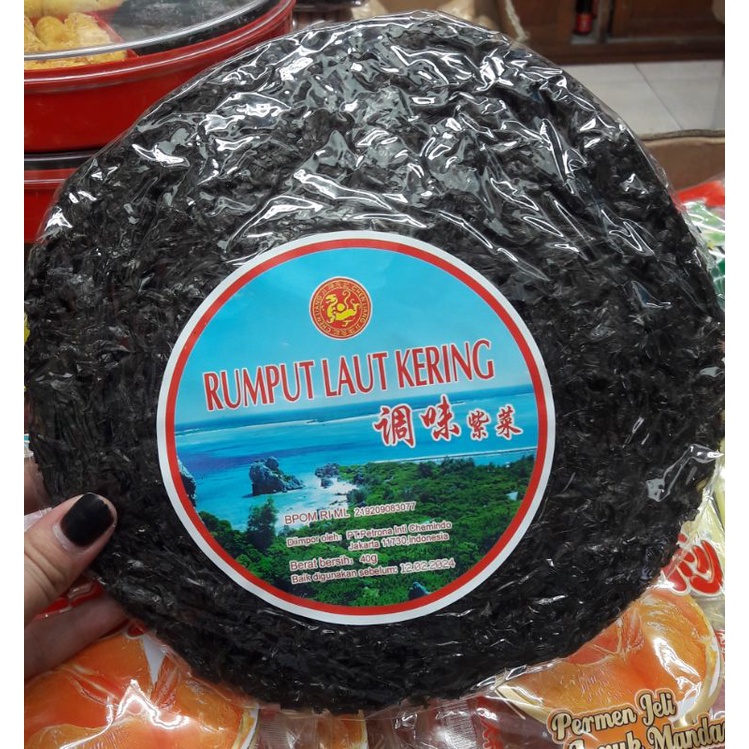 RUMPUT LAUT KERING
调味紫菜
BPOM RI ML 219209083077
Diimpor oleh: PT.Petrona Inti Chemindo
Jakarta 11730.Indonesia
Berat bersih: 40g
Baik digunakan sebelum: 12.02.2024
Permen Jeli